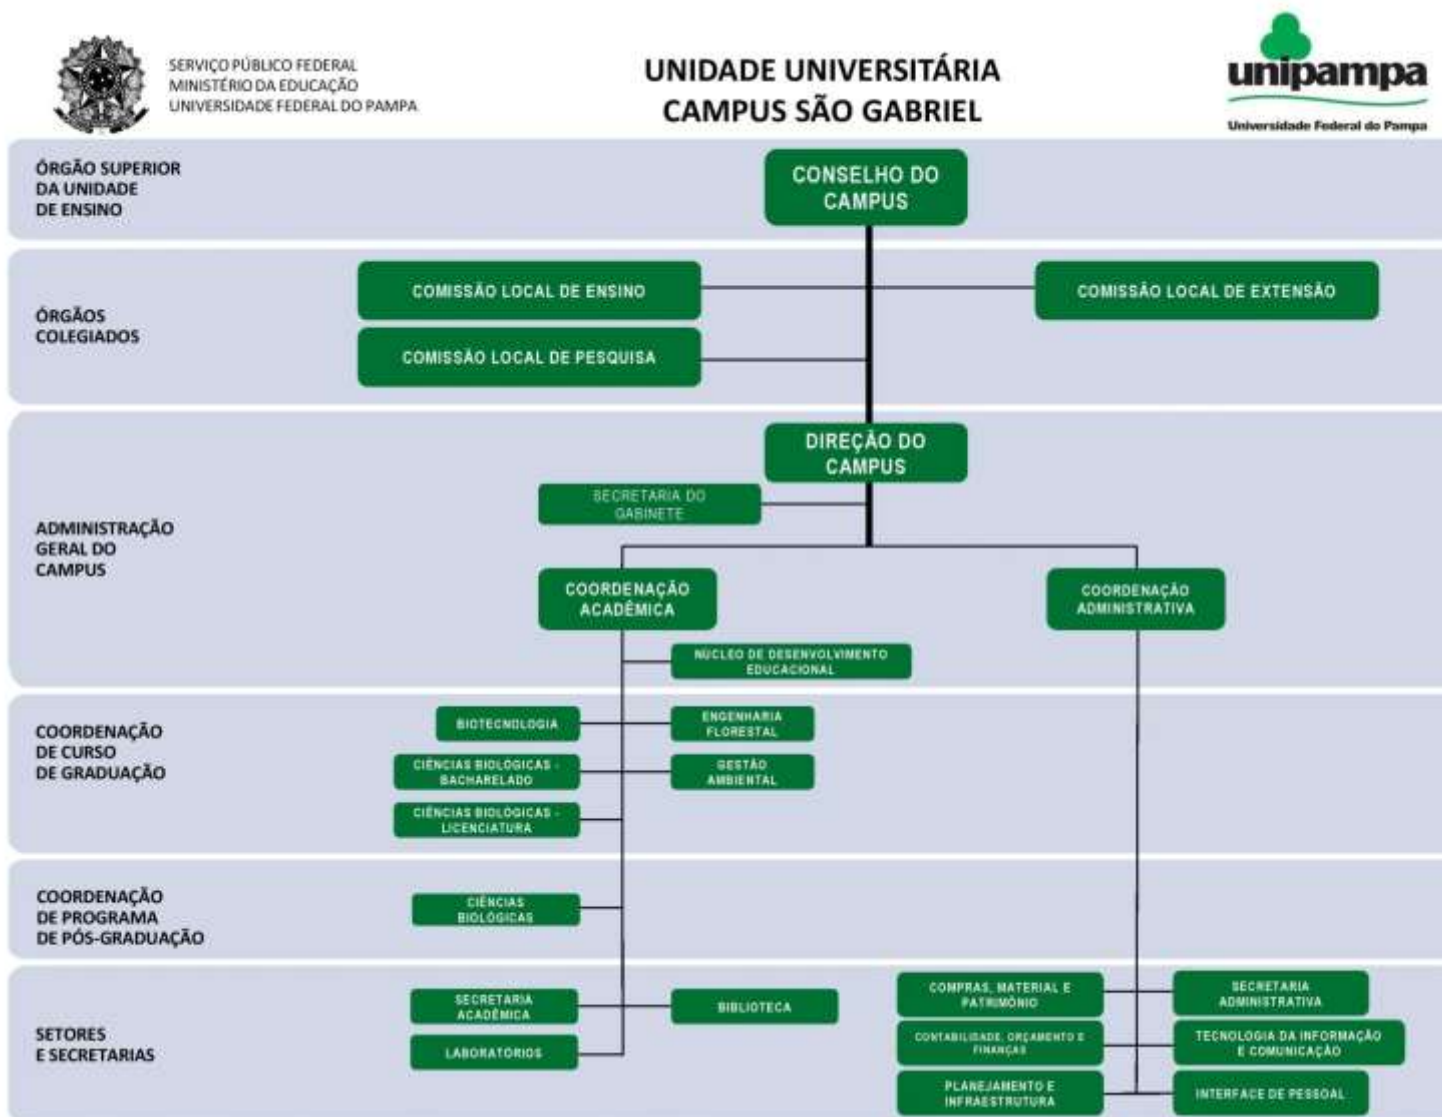 SERVIÇO PÚBLICO FEDERAL
MINISTÉRIO DA EDUCAÇÃO
UNIVERSIDADE FEDERAL DO PAMPA
UNIDADE UNIVERSITÁRIA
CAMPUS SÃO GABRIEL
unipampa
Universidade Federal do Pampa
ÓRGÃO SUPERIOR
DA UNIDADE
DE ENSINO
CONSELHO DO
CAMPUS
ÓRGÃOS
COLEGIADOS
COMISSÃO LOCAL DE ENSINO
COMISSÃO LOCAL DE EXTENSÃO
COMISSÃO LOCAL DE PESQUISA
ADMINISTRAÇÃO
GERAL DO
CAMPUS
DIREÇÃO DO
CAMPUS
SECRETARIA DO
GABINETE
COORDENAÇÃO
ACADÊMICA
COORDENAÇÃO
ADMINISTRATIVA
NÚCLEO DE DESENVOLVIMENTO
EDUCACIONAL
COORDENAÇÃO
DE CURSO
DE GRADUAÇÃO
BIOTECNOLOGIA
ENGENHARIA
FLORESTAL
CIÊNCIAS BIOLÓGICAS -
BACHARELADO
GESTÃO
AMBIENTAL
CIÊNCIAS BIOLÓGICAS -
LICENCIATURA
COORDENAÇÃO
DE PROGRAMA
DE PÓS-GRADUAÇÃO
CIÊNCIAS
BIOLÓGICAS
SETORES
E SECRETARIAS
SECRETARIA
ACADÊMICA
BIBLIOTECA
LABORATÓRIOS
COMPRAS, MATERIAL E
PATRIMÔNIO
SECRETARIA
ADMINISTRATIVA
CONTABILIDADE, ORÇAMENTO E
FINANÇAS
TECNOLOGIA DA INFORMAÇÃO
E COMUNICAÇÃO
PLANEJAMENTO E
INFRAESTRUTURA
INTERFACE DE PESSOAL